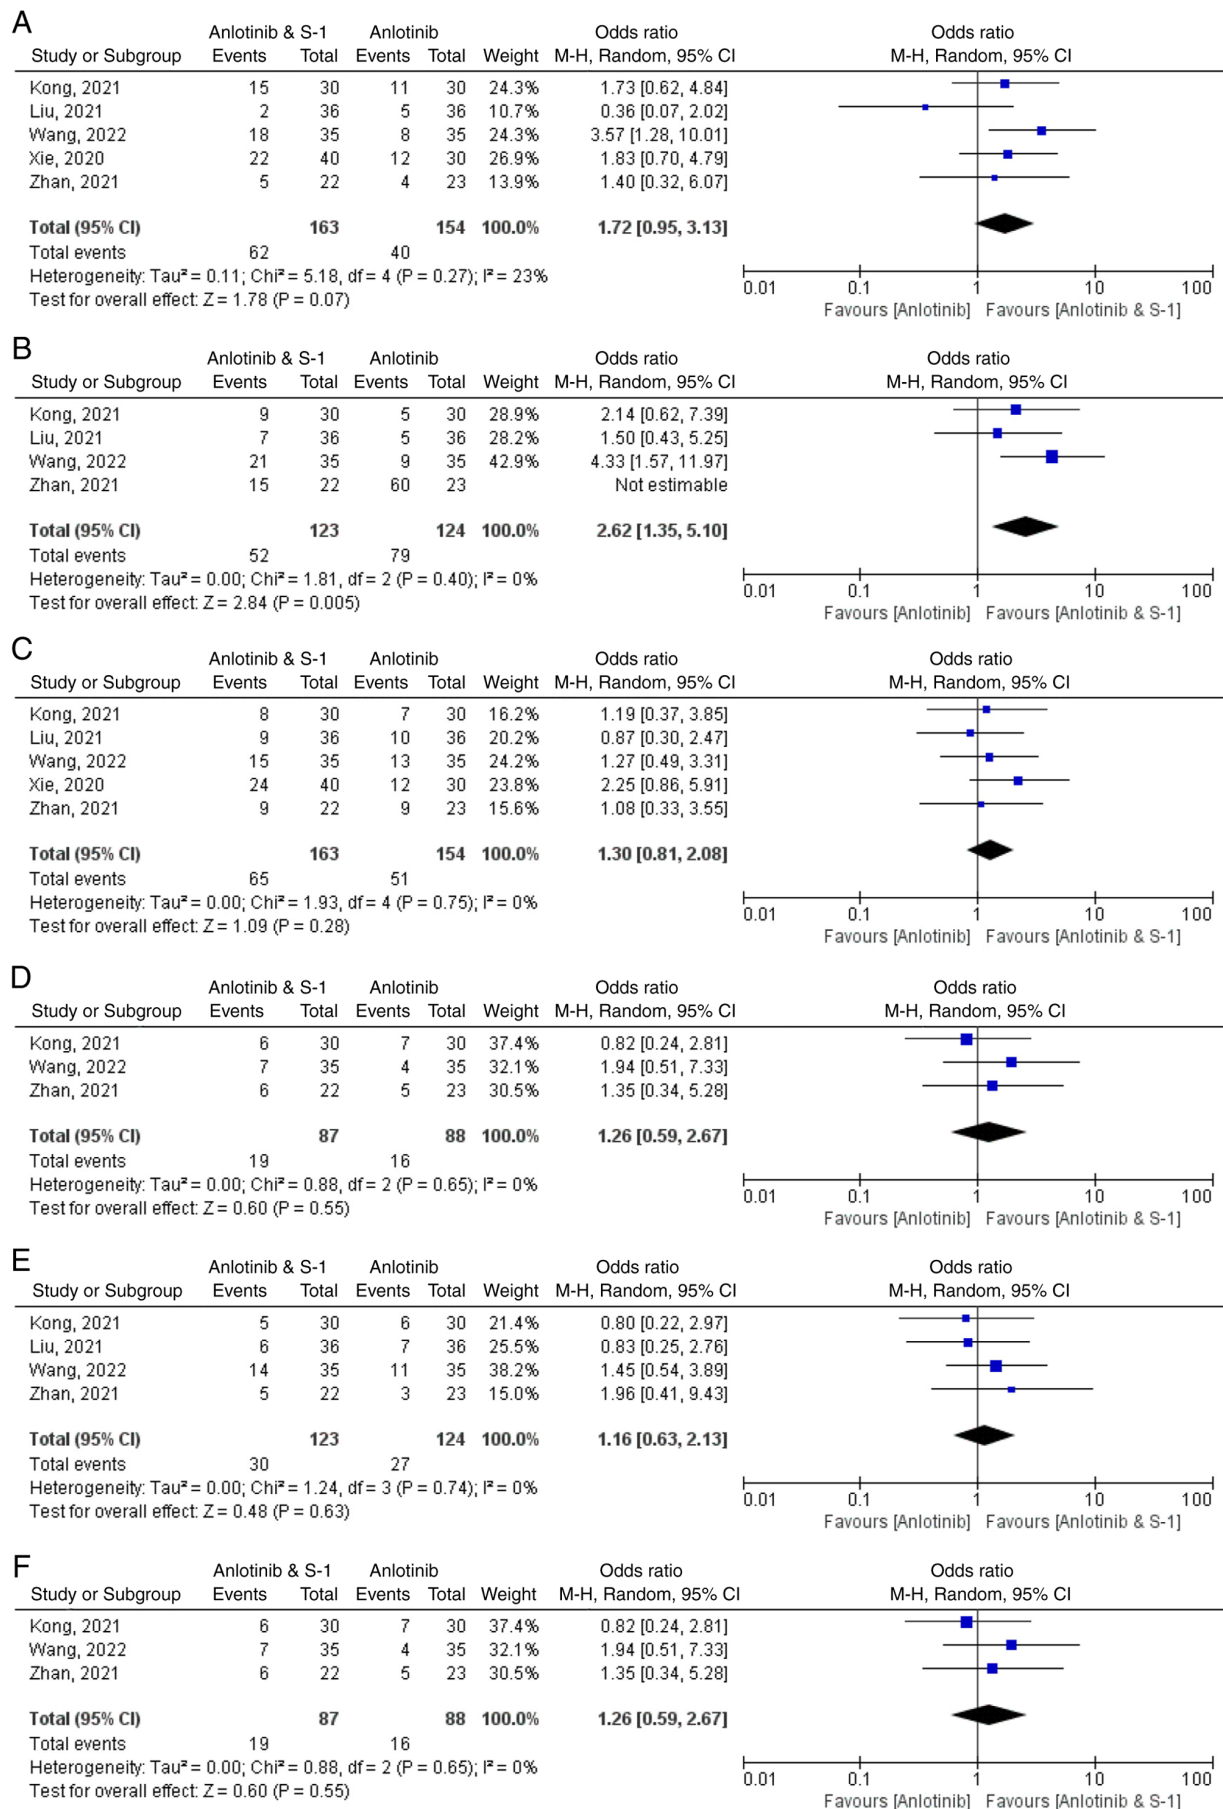 A
Anlotinib & S-1 Anlotinib Odds ratio Odds ratio
Study or Subgroup Events Total Events Total Weight M-H, Random, 95% CI M-H, Random, 95% CI
Kong, 2021 15 30 11 30 24.3% 1.73 [0.62, 4.84]
Liu, 2021 2 36 5 36 10.7% 0.36 [0.07, 2.02]
Wang, 2022 18 35 8 35 24.3% 3.57 [1.28, 10.01]
Xie, 2020 22 40 12 30 26.9% 1.83 [0.70, 4.79]
Zhan, 2021 5 22 4 23 13.9% 1.40 [0.32, 6.07]
Total (95% CI) 163 154 100.0% 1.72 [0.95, 3.13]
Total events 62 40
Heterogeneity: Tau² = 0.11; Chi² = 5.18, df = 4 (P = 0.27); I² = 23%
Test for overall effect: Z = 1.78 (P = 0.07)
0.01 0.1 1 10 100
Favours [Anlotinib] Favours [Anlotinib & S-1]
B
Anlotinib & S-1 Anlotinib Odds ratio Odds ratio
Study or Subgroup Events Total Events Total Weight M-H, Random, 95% CI M-H, Random, 95% CI
Kong, 2021 9 30 5 30 28.9% 2.14 [0.62, 7.39]
Liu, 2021 7 36 5 36 28.2% 1.50 [0.43, 5.25]
Wang, 2022 21 35 9 35 42.9% 4.33 [1.57, 11.97]
Zhan, 2021 15 22 60 23 Not estimable
Total (95% CI) 123 124 100.0% 2.62 [1.35, 5.10]
Total events 52 79
Heterogeneity: Tau² = 0.00; Chi² = 1.81, df = 2 (P = 0.40); I² = 0%
Test for overall effect: Z = 2.84 (P = 0.005)
0.01 0.1 1 10 100
Favours [Anlotinib] Favours [Anlotinib & S-1]
C
Anlotinib & S-1 Anlotinib Odds ratio Odds ratio
Study or Subgroup Events Total Events Total Weight M-H, Random, 95% CI M-H, Random, 95% CI
Kong, 2021 8 30 7 30 16.2% 1.19 [0.37, 3.85]
Liu, 2021 9 36 10 36 20.2% 0.87 [0.30, 2.47]
Wang, 2022 15 35 13 35 24.2% 1.27 [0.49, 3.31]
Xie, 2020 24 40 12 30 23.8% 2.25 [0.86, 5.91]
Zhan, 2021 9 22 9 23 15.6% 1.08 [0.33, 3.55]
Total (95% CI) 163 154 100.0% 1.30 [0.81, 2.08]
Total events 65 51
Heterogeneity: Tau² = 0.00; Chi² = 1.93, df = 4 (P = 0.75); I² = 0%
Test for overall effect: Z = 1.09 (P = 0.28)
0.01 0.1 1 10 100
Favours [Anlotinib] Favours [Anlotinib & S-1]
D
Anlotinib & S-1 Anlotinib Odds ratio Odds ratio
Study or Subgroup Events Total Events Total Weight M-H, Random, 95% CI M-H, Random, 95% CI
Kong, 2021 6 30 7 30 37.4% 0.82 [0.24, 2.81]
Wang, 2022 7 35 4 35 32.1% 1.94 [0.51, 7.33]
Zhan, 2021 6 22 5 23 30.5% 1.35 [0.34, 5.28]
Total (95% CI) 87 88 100.0% 1.26 [0.59, 2.67]
Total events 19 16
Heterogeneity: Tau² = 0.00; Chi² = 0.88, df = 2 (P = 0.65); I² = 0%
Test for overall effect: Z = 0.60 (P = 0.55)
0.01 0.1 1 10 100
Favours [Anlotinib] Favours [Anlotinib & S-1]
E
Anlotinib & S-1 Anlotinib Odds ratio Odds ratio
Study or Subgroup Events Total Events Total Weight M-H, Random, 95% CI M-H, Random, 95% CI
Kong, 2021 5 30 6 30 21.4% 0.80 [0.22, 2.97]
Liu, 2021 6 36 7 36 25.5% 0.83 [0.25, 2.76]
Wang, 2022 14 35 11 35 38.2% 1.45 [0.54, 3.89]
Zhan, 2021 5 22 3 23 15.0% 1.96 [0.41, 9.43]
Total (95% CI) 123 124 100.0% 1.16 [0.63, 2.13]
Total events 30 27
Heterogeneity: Tau² = 0.00; Chi² = 1.24, df = 3 (P = 0.74); I² = 0%
Test for overall effect: Z = 0.48 (P = 0.63)
0.01 0.1 1 10 100
Favours [Anlotinib] Favours [Anlotinib & S-1]
F
Anlotinib & S-1 Anlotinib Odds ratio Odds ratio
Study or Subgroup Events Total Events Total Weight M-H, Random, 95% CI M-H, Random, 95% CI
Kong, 2021 6 30 7 30 37.4% 0.82 [0.24, 2.81]
Wang, 2022 7 35 4 35 32.1% 1.94 [0.51, 7.33]
Zhan, 2021 6 22 5 23 30.5% 1.35 [0.34, 5.28]
Total (95% CI) 87 88 100.0% 1.26 [0.59, 2.67]
Total events 19 16
Heterogeneity: Tau² = 0.00; Chi² = 0.88, df = 2 (P = 0.65); I² = 0%
Test for overall effect: Z = 0.60 (P = 0.55)
0.01 0.1 1 10 100
Favours [Anlotinib] Favours [Anlotinib & S-1]